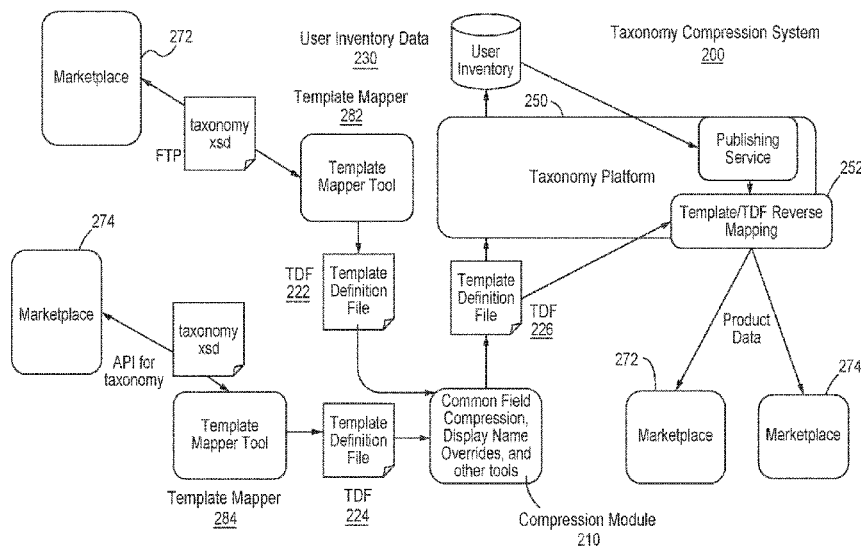 272
Marketplace
User Inventory Data
230
User
Inventory
Taxonomy Compression System
200
Template Mapper
282
250
taxonomy
xsd
FTP
Template
Mapper Tool
Publishing
Service
252
Taxonomy Platform
Template/TDF Reverse
Mapping
274
Marketplace
TDF
222
Template
Definition
File
Template
Definition
File
TDF
226
taxonomy
xsd
API for
taxonomy
Product
Data
272
274
Template
Mapper Tool
Template
Definition
File
Common Field
Compression,
Display Name
Overrides, and
other tools
Marketplace
Marketplace
Template Mapper
284
TDF
224
Compression Module
210